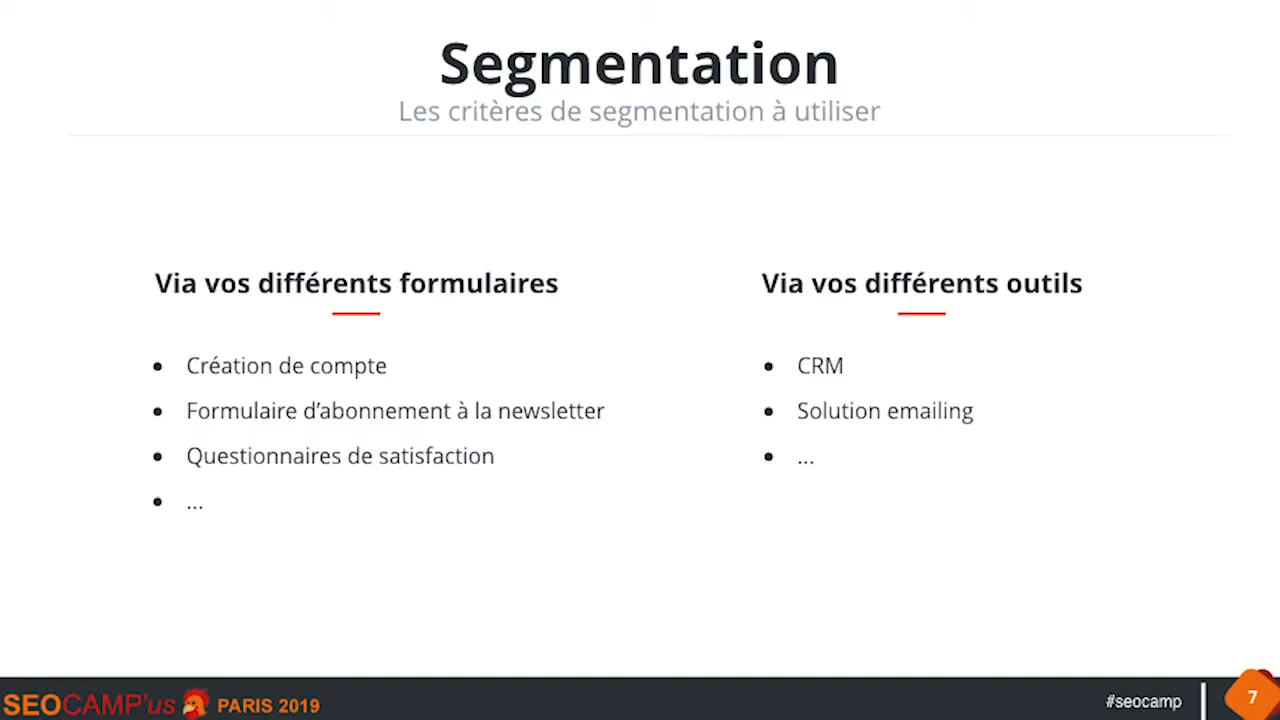 Segmentation
Les critères de segmentation à utiliser
Via vos différents formulaires
• Création de compte
• Formulaire d’abonnement à la newsletter
• Questionnaires de satisfaction
• ...
Via vos différents outils
• CRM
• Solution emailing
• ...
SEOCAMP'us PARIS 2019
#seocamp
7